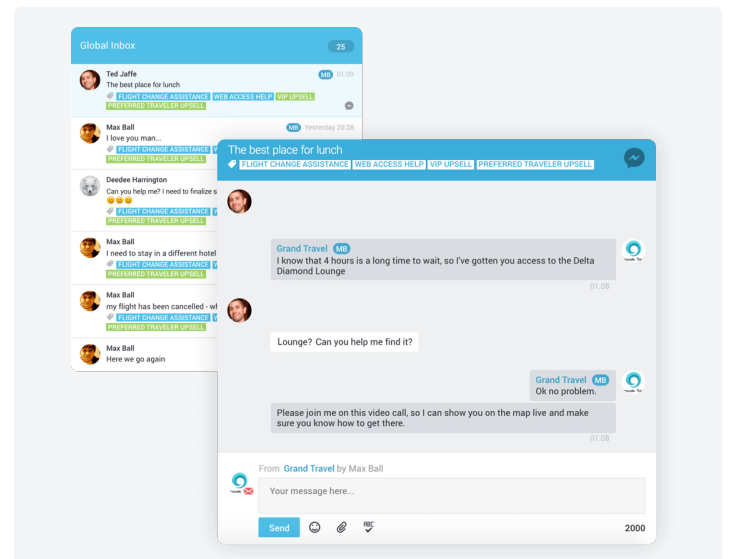 Global Inbox 25
Ted Jaffe MB 01:09
The best place for lunch
FLIGHT CHANGE ASSISTANCE WEB ACCESS HELP VIP UPSELL
PREFERRED TRAVELER UPSELL
Max Ball MB Yesterday 20:28
I love you man...
FLIGHT CHANGE ASSISTANCE
PREFERRED TRAVELER UPSELL
Deedee Harrington
Can you help me? I need to finalize s
FLIGHT CHANGE ASSISTANCE
PREFERRED TRAVELER UPSELL
Max Ball
I need to stay in a different hotel
FLIGHT CHANGE ASSISTANCE
PREFERRED TRAVELER UPSELL
Max Ball
my flight has been cancelled - wh
FLIGHT CHANGE ASSISTANCE
PREFERRED TRAVELER UPSELL
Max Ball
Here we go again
The best place for lunch
FLIGHT CHANGE ASSISTANCE WEB ACCESS HELP VIP UPSELL PREFERRED TRAVELER UPSELL
Grand Travel MB
I know that 4 hours is a long time to wait, so I've gotten you access to the Delta
Diamond Lounge
01:08
Lounge? Can you help me find it?
Grand Travel MB
Ok no problem.
Please join me on this video call, so I can show you on the map live and make
sure you know how to get there.
01:08
From Grand Travel by Max Ball
Your message here...
Send ABC 2000